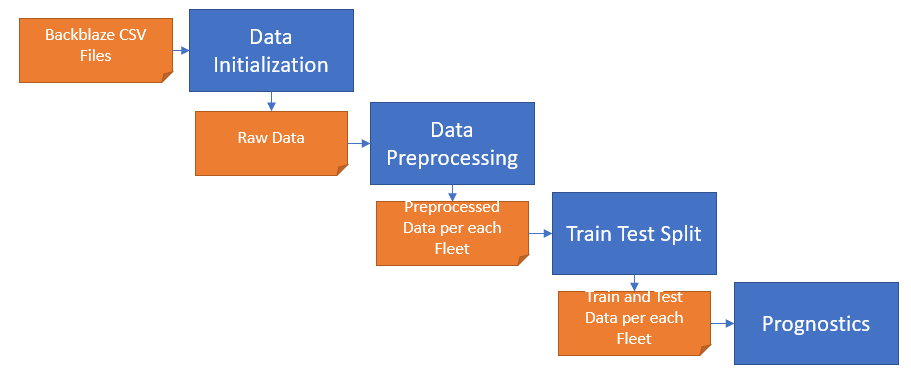 Backblaze CSV
Files
Data
Initialization
Raw Data
Data
Preprocessing
Preprocessed
Data per each
Fleet
Train Test Split
Train and Test
Data per each
Fleet
Prognostics